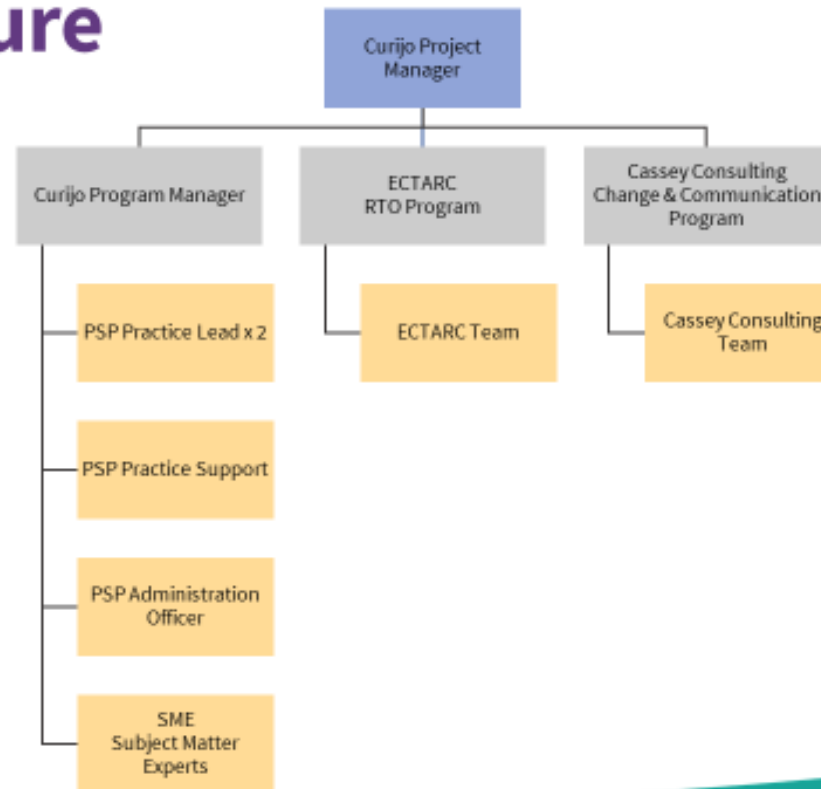 ure
Curijo Project
Manager
Curijo Program Manager
ECTARC
RTO Program
Cassey Consulting
Change & Communication
Program
PSP Practice Lead x 2
ECTARC Team
Cassey Consulting
Team
PSP Practice Support
PSP Administration
Officer
SME
Subject Matter
Experts